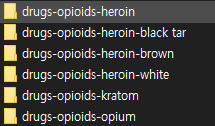 drugs-opioids-heroin
drugs-opioids-heroin-black tar
drugs-opioids-heroin-brown
drugs-opioids-heroin-white
drugs-opioids-kratom
drugs-opioids-opium